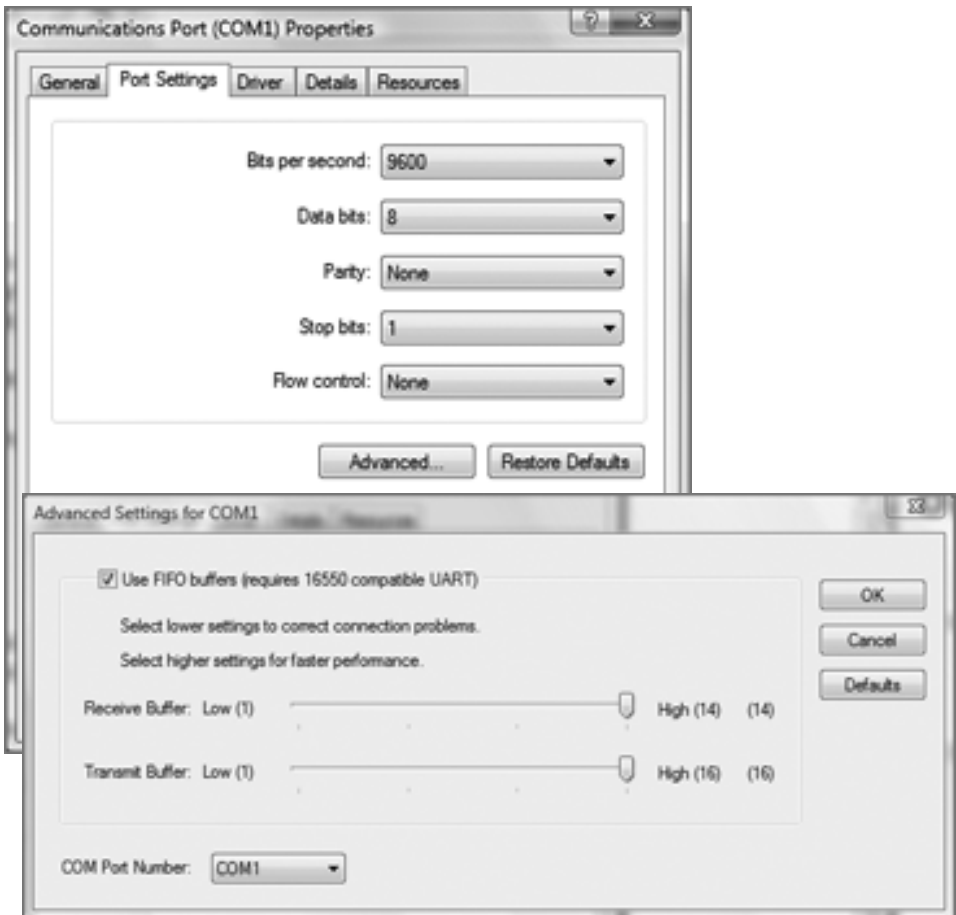 Communications Port (COM1) Properties
General Port Settings Driver Details Resources
Bits per second: 9600
Data bits: 8
Parity: None
Stop bits: 1
Flow control: None
Advanced... Restore Defaults
Advanced Settings for COM1
Use FIFO buffers (requires 16550 compatible UART)
OK
Select lower settings to correct connection problems.
Cancel
Select higher settings for faster performance.
Defaults
Receive Buffer: Low (1) High (14) (14)
Transmit Buffer: Low (1) High (16) (16)
COM Port Number: COM1